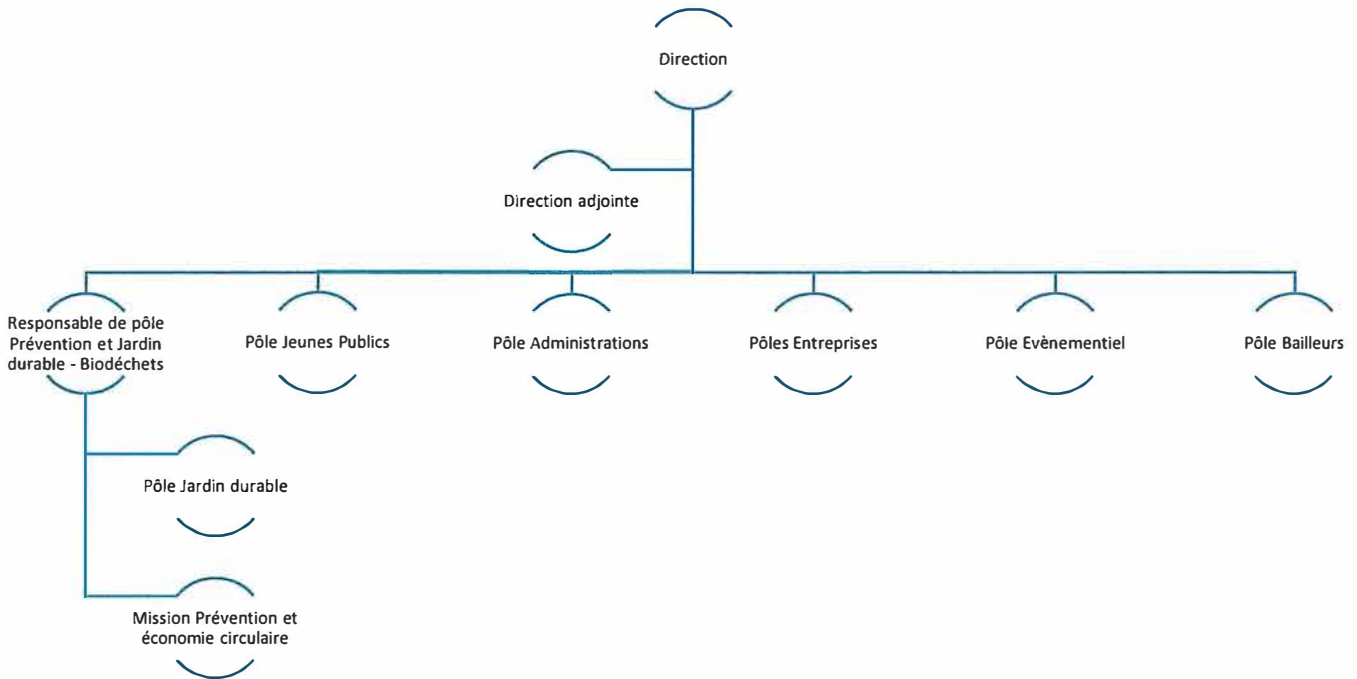 Direction
Direction adjointe
Responsable de pôle
Prévention et Jardin
durable - Biodéchets
Pôle Jeunes Publics
Pôle Administrations
Pôles Entreprises
Pôle Evènementiel
Pôle Bailleurs
Pôle Jardin durable
Mission Prévention et
économie circulaire